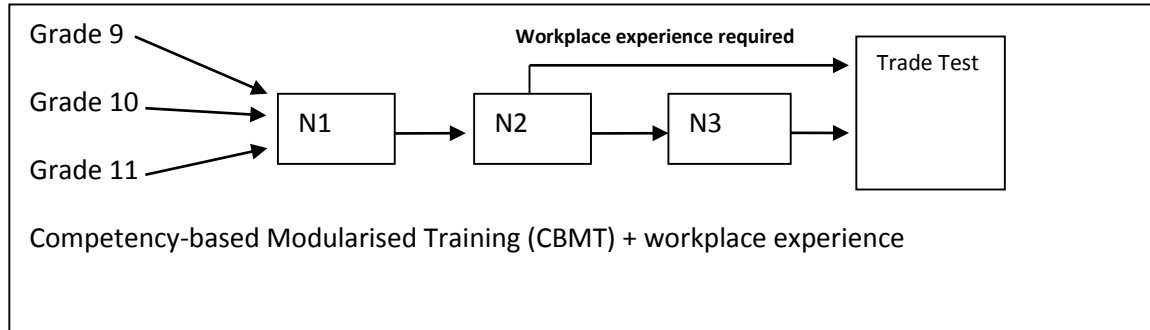 Grade 9
Workplace experience required
Trade Test
Grade 10
N1
N2
N3
Grade 11
Competency-based Modularised Training (CBMT) + workplace experience